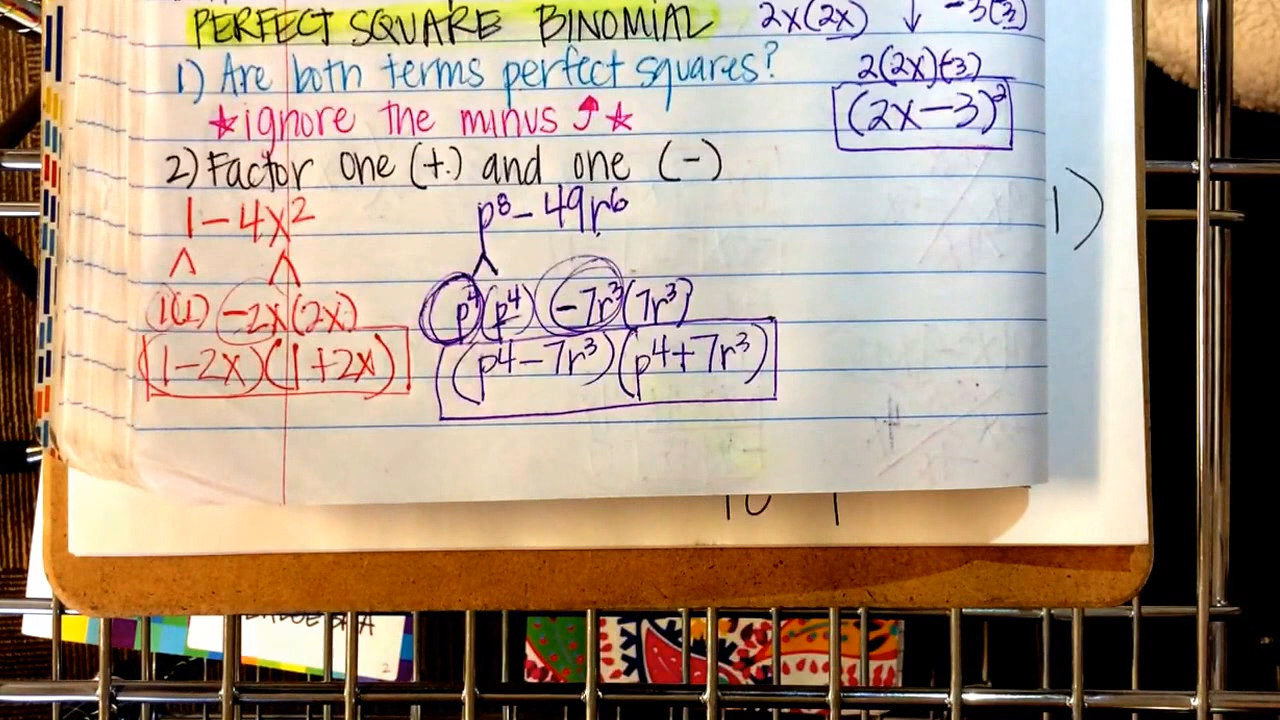 PERFECT SQUARE BINOMIAL
1) Are both terms perfect squares?
★ignore the minus ↑★
2) Factor one (+) and one (-)
1-4x²
1(1) -2x(2x)
(1-2x)(1+2x)
p⁸-49r⁶
p⁴(p⁴) -7r³(7r³)
(p⁴-7r³)(p⁴+7r³)
2x(2x) ↓ -3(3)
2(2x)(-3)
(2x-3)²
1)